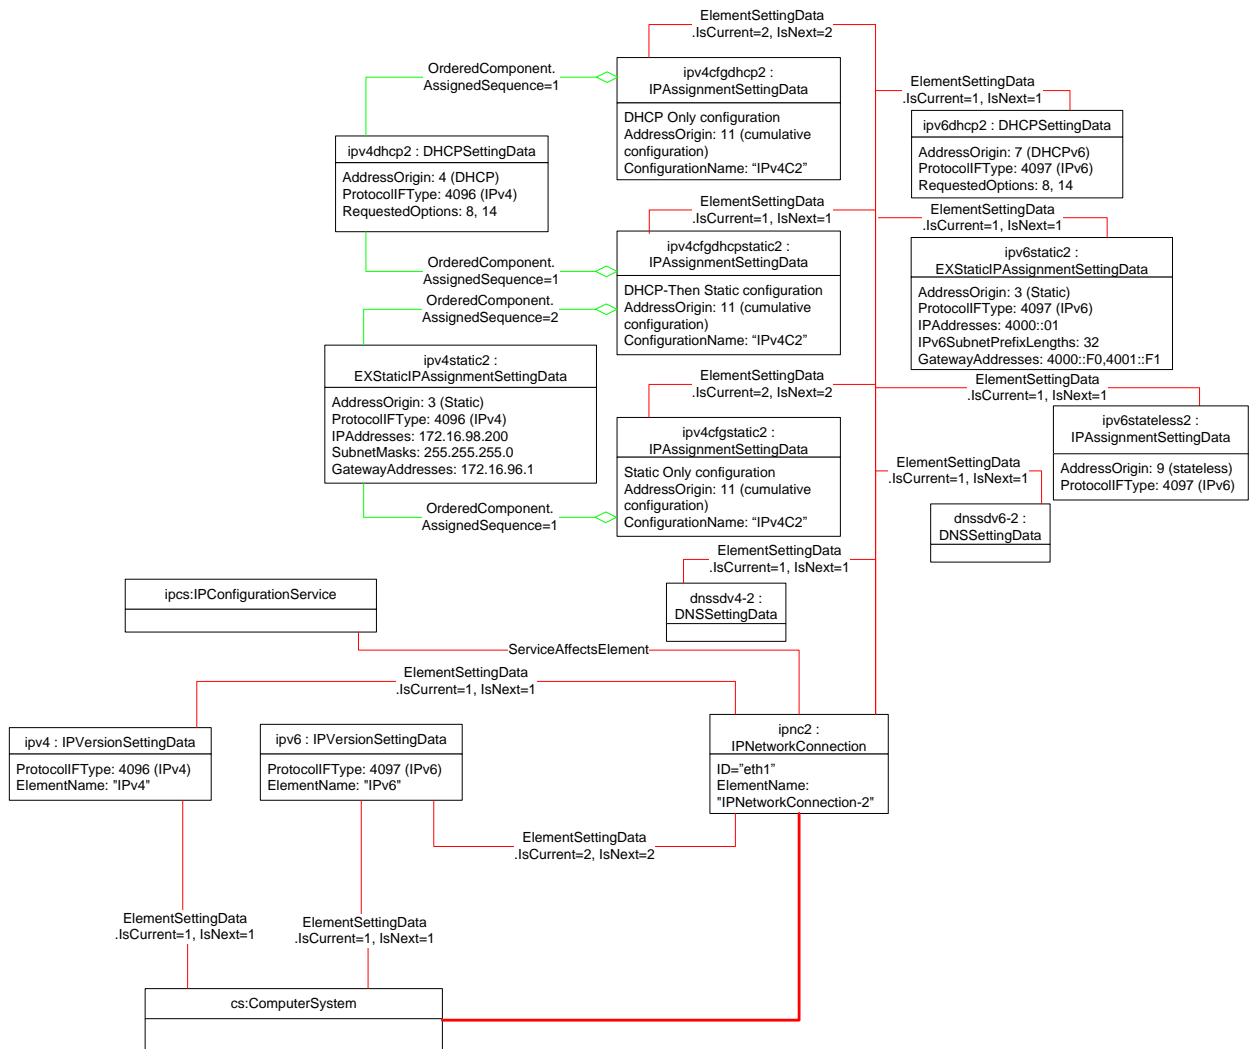 ElementSettingData
.IsCurrent=2, IsNext=2
OrderedComponent.
AssignedSequence=1
ipv4cfgdhcp2 :
IPAssignmentSettingData
DHCP Only configuration
AddressOrigin: 11 (cumulative
configuration)
ConfigurationName: “IPv4C2”
ElementSettingData
.IsCurrent=1, IsNext=1
ipv6dhcp2 : DHCPSettingData
AddressOrigin: 7 (DHCPv6)
ProtocolIFType: 4097 (IPv6)
RequestedOptions: 8, 14
ipv4dhcp2 : DHCPSettingData
AddressOrigin: 4 (DHCP)
ProtocolIFType: 4096 (IPv4)
RequestedOptions: 8, 14
ElementSettingData
.IsCurrent=1, IsNext=1
ElementSettingData
.IsCurrent=1, IsNext=1
OrderedComponent.
AssignedSequence=1
ipv4cfgdhcpstatic2 :
IPAssignmentSettingData
DHCP-Then Static configuration
AddressOrigin: 11 (cumulative
configuration)
ConfigurationName: “IPv4C2”
ipv6static2 :
EXStaticIPAssignmentSettingData
AddressOrigin: 3 (Static)
ProtocolIFType: 4097 (IPv6)
IPAddresses: 4000::01
IPv6SubnetPrefixLengths: 32
GatewayAddresses: 4000::F0,4001::F1
OrderedComponent.
AssignedSequence=2
ipv4static2 :
EXStaticIPAssignmentSettingData
AddressOrigin: 3 (Static)
ProtocolIFType: 4096 (IPv4)
IPAddresses: 172.16.98.200
SubnetMasks: 255.255.255.0
GatewayAddresses: 172.16.96.1
ElementSettingData
.IsCurrent=2, IsNext=2
ElementSettingData
.IsCurrent=1, IsNext=1
ipv4cfgstatic2 :
IPAssignmentSettingData
Static Only configuration
AddressOrigin: 11 (cumulative
configuration)
ConfigurationName: “IPv4C2”
ipv6stateless2 :
IPAssignmentSettingData
AddressOrigin: 9 (stateless)
ProtocolIFType: 4097 (IPv6)
ElementSettingData
.IsCurrent=1, IsNext=1
OrderedComponent.
AssignedSequence=1
dnssdv6-2 :
DNSSettingData
ElementSettingData
.IsCurrent=1, IsNext=1
dnssdv4-2 :
DNSSettingData
ipcs:IPConfigurationService
ServiceAffectsElement
ElementSettingData
.IsCurrent=1, IsNext=1
ipv4 : IPVersionSettingData
ProtocolIFType: 4096 (IPv4)
ElementName: "IPv4"
ipv6 : IPVersionSettingData
ProtocolIFType: 4097 (IPv6)
ElementName: "IPv6"
ipnc2 :
IPNetworkConnection
ID=”eth1”
ElementName:
"IPNetworkConnection-2”
ElementSettingData
.IsCurrent=2, IsNext=2
ElementSettingData
.IsCurrent=1, IsNext=1
ElementSettingData
.IsCurrent=1, IsNext=1
cs:ComputerSystem